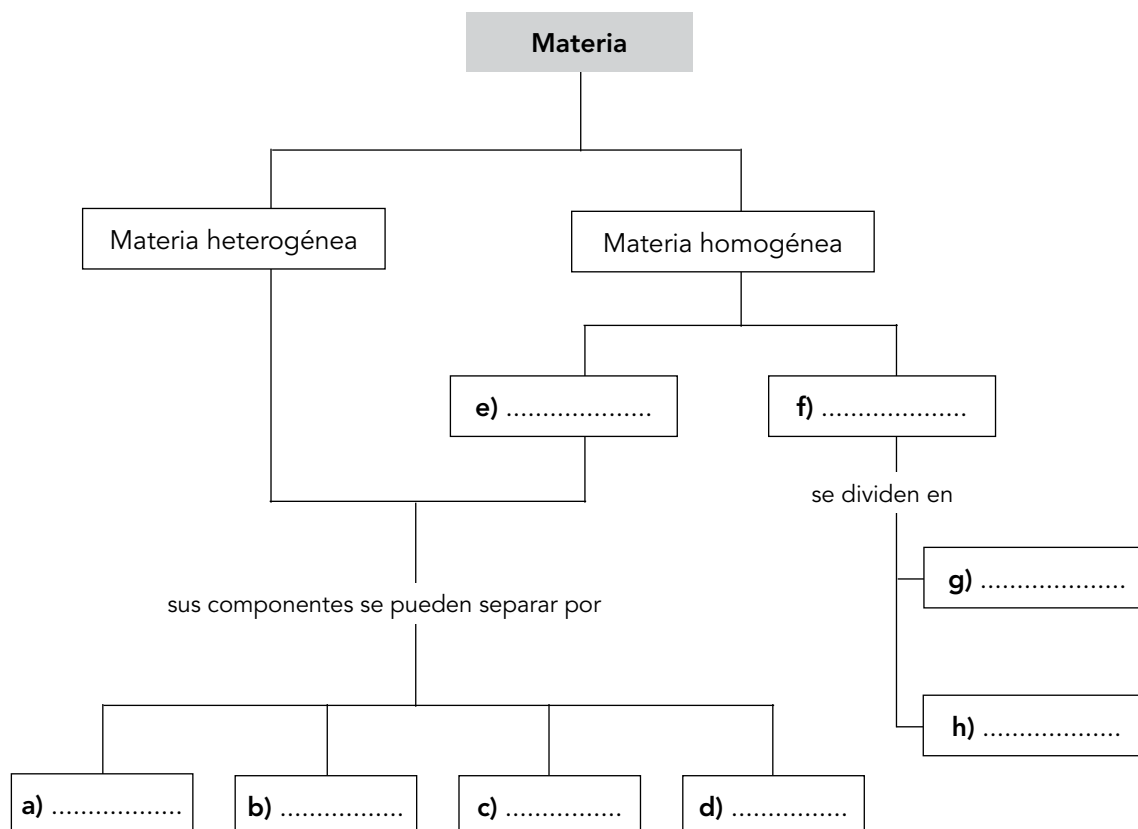 Materia
Materia heterogénea
Materia homogénea
e) ....................
f) ....................
se dividen en
g) ....................
sus componentes se pueden separar por
h) ...................
a) ..................
b) ................
c) ................
d) ................